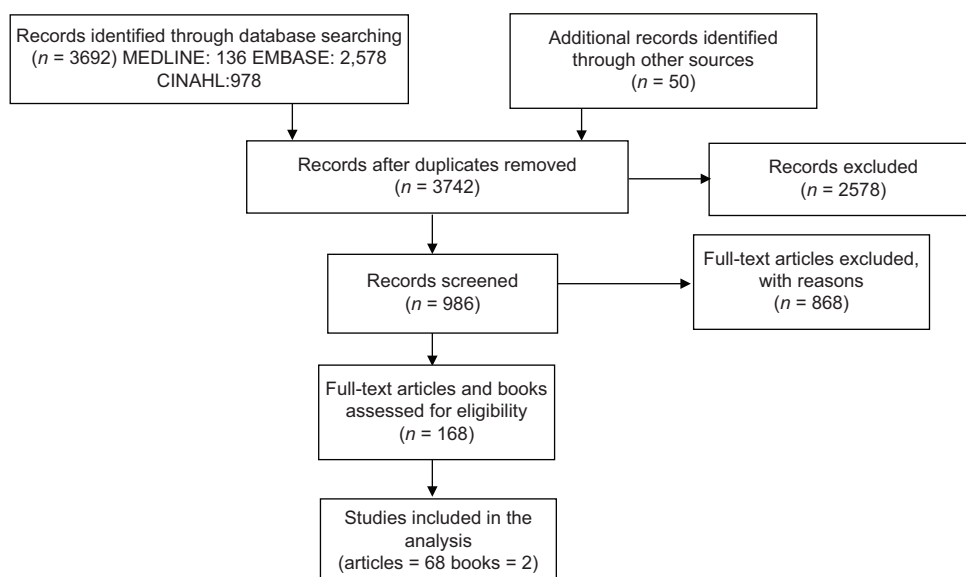 Records identified through database searching
(n = 3692) MEDLINE: 136 EMBASE: 2,578
CINAHL:978
Additional records identified
through other sources
(n = 50)
Records after duplicates removed
(n = 3742)
Records excluded
(n = 2578)
Records screened
(n = 986)
Full-text articles excluded,
with reasons
(n = 868)
Full-text articles and books
assessed for eligibility
(n = 168)
Studies included in the
analysis
(articles = 68 books = 2)